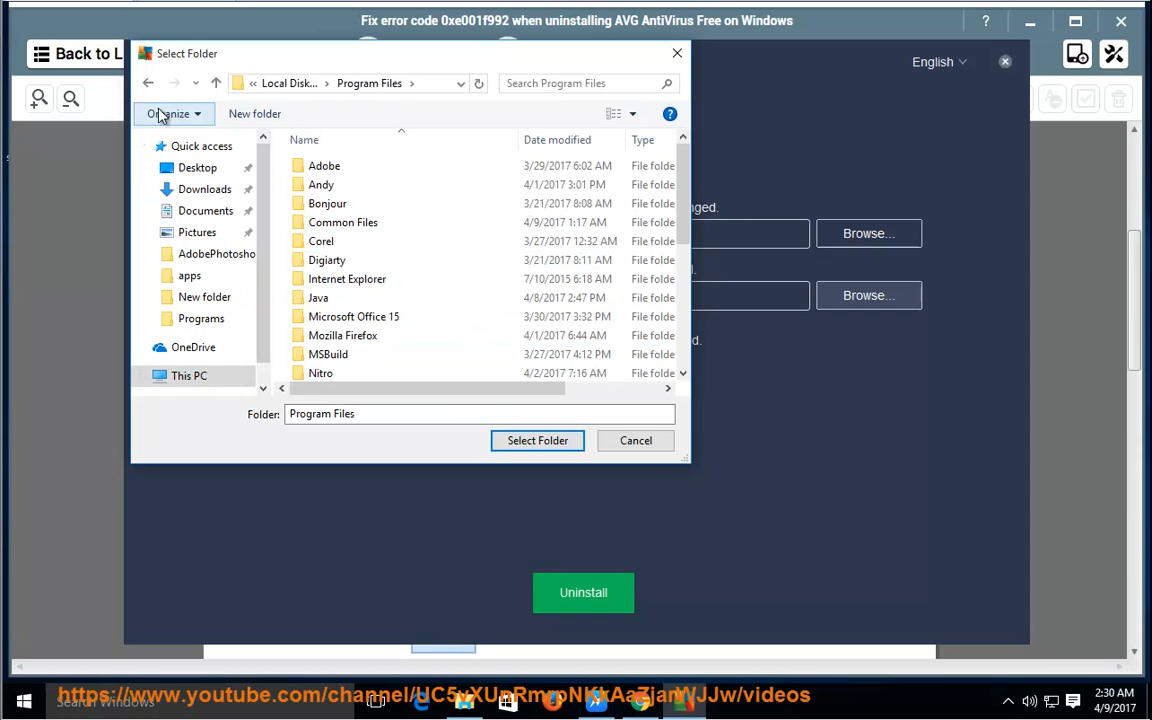 Fix error code 0xe001f992 when uninstalling AVG AntiVirus Free on Windows
Back to L
Select Folder
English
« Local Disk... › Program Files ›
Search Program Files
Organize
New folder
Name
Date modified
Type
Quick access
Desktop
Downloads
Documents
Pictures
AdobePhotosho
apps
New folder
Programs
OneDrive
This PC
Adobe 3/29/2017 6:02 AM File folde
Andy 4/1/2017 3:01 PM File folde
Bonjour 3/21/2017 8:08 AM File folde
Common Files 4/9/2017 1:17 AM File folde
Corel 3/27/2017 12:32 AM File folde
Digiarty 3/21/2017 8:11 AM File folde
Internet Explorer 7/10/2015 6:18 AM File folde
Java 4/8/2017 2:47 PM File folde
Microsoft Office 15 3/30/2017 3:32 PM File folde
Mozilla Firefox 4/1/2017 6:44 AM File folde
MSBuild 3/27/2017 4:12 PM File folde
Nitro 4/2/2017 7:16 AM File folde
nged.
Browse...
l.
Browse...
d.
Folder: Program Files
Select Folder
Cancel
Uninstall
Search Windows
2:30 AM
4/9/2017